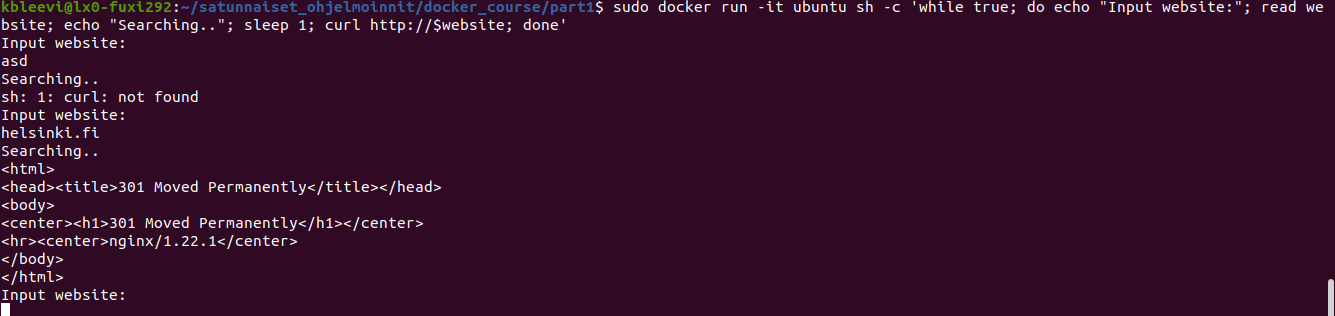 kbleevi@lx0-fuxi292:~/satunnaiset_ohjelmoinnit/docker_course/part1$ sudo docker run -it ubuntu sh -c 'while true; do echo "Input website:"; read we
bsite; echo "Searching.."; sleep 1; curl http://$website; done'
Input website:
asd
Searching..
sh: 1: curl: not found
Input website:
helsinki.fi
Searching..
<html>
<head><title>301 Moved Permanently</title></head>
<body>
<center><h1>301 Moved Permanently</h1></center>
<hr><center>nginx/1.22.1</center>
</body>
</html>
Input website: